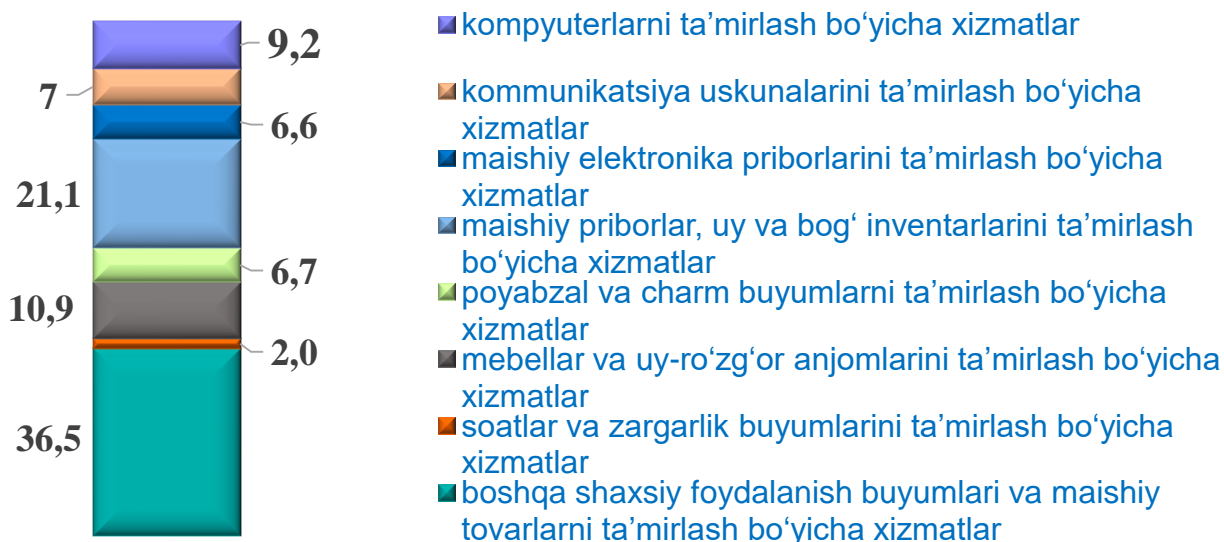 9,2
7
6,6
21,1
6,7
10,9
2,0
36,5
kompyuterlarni ta’mirlash bo‘yicha xizmatlar
kommunikatsiya uskunalarini ta’mirlash bo‘yicha
xizmatlar
maishiy elektronika priborlarini ta’mirlash bo‘yicha
xizmatlar
maishiy priborlar, uy va bog‘ inventarlarini ta’mirlash
bo‘yicha xizmatlar
poyabzal va charm buyumlarni ta’mirlash bo‘yicha
xizmatlar
mebellar va uy-ro‘zg‘or anjomlarini ta’mirlash bo‘yicha
xizmatlar
soatlar va zargarlik buyumlarini ta’mirlash bo‘yicha
xizmatlar
boshqa shaxsiy foydalanish buyumlari va maishiy
tovarlarni ta’mirlash bo‘yicha xizmatlar